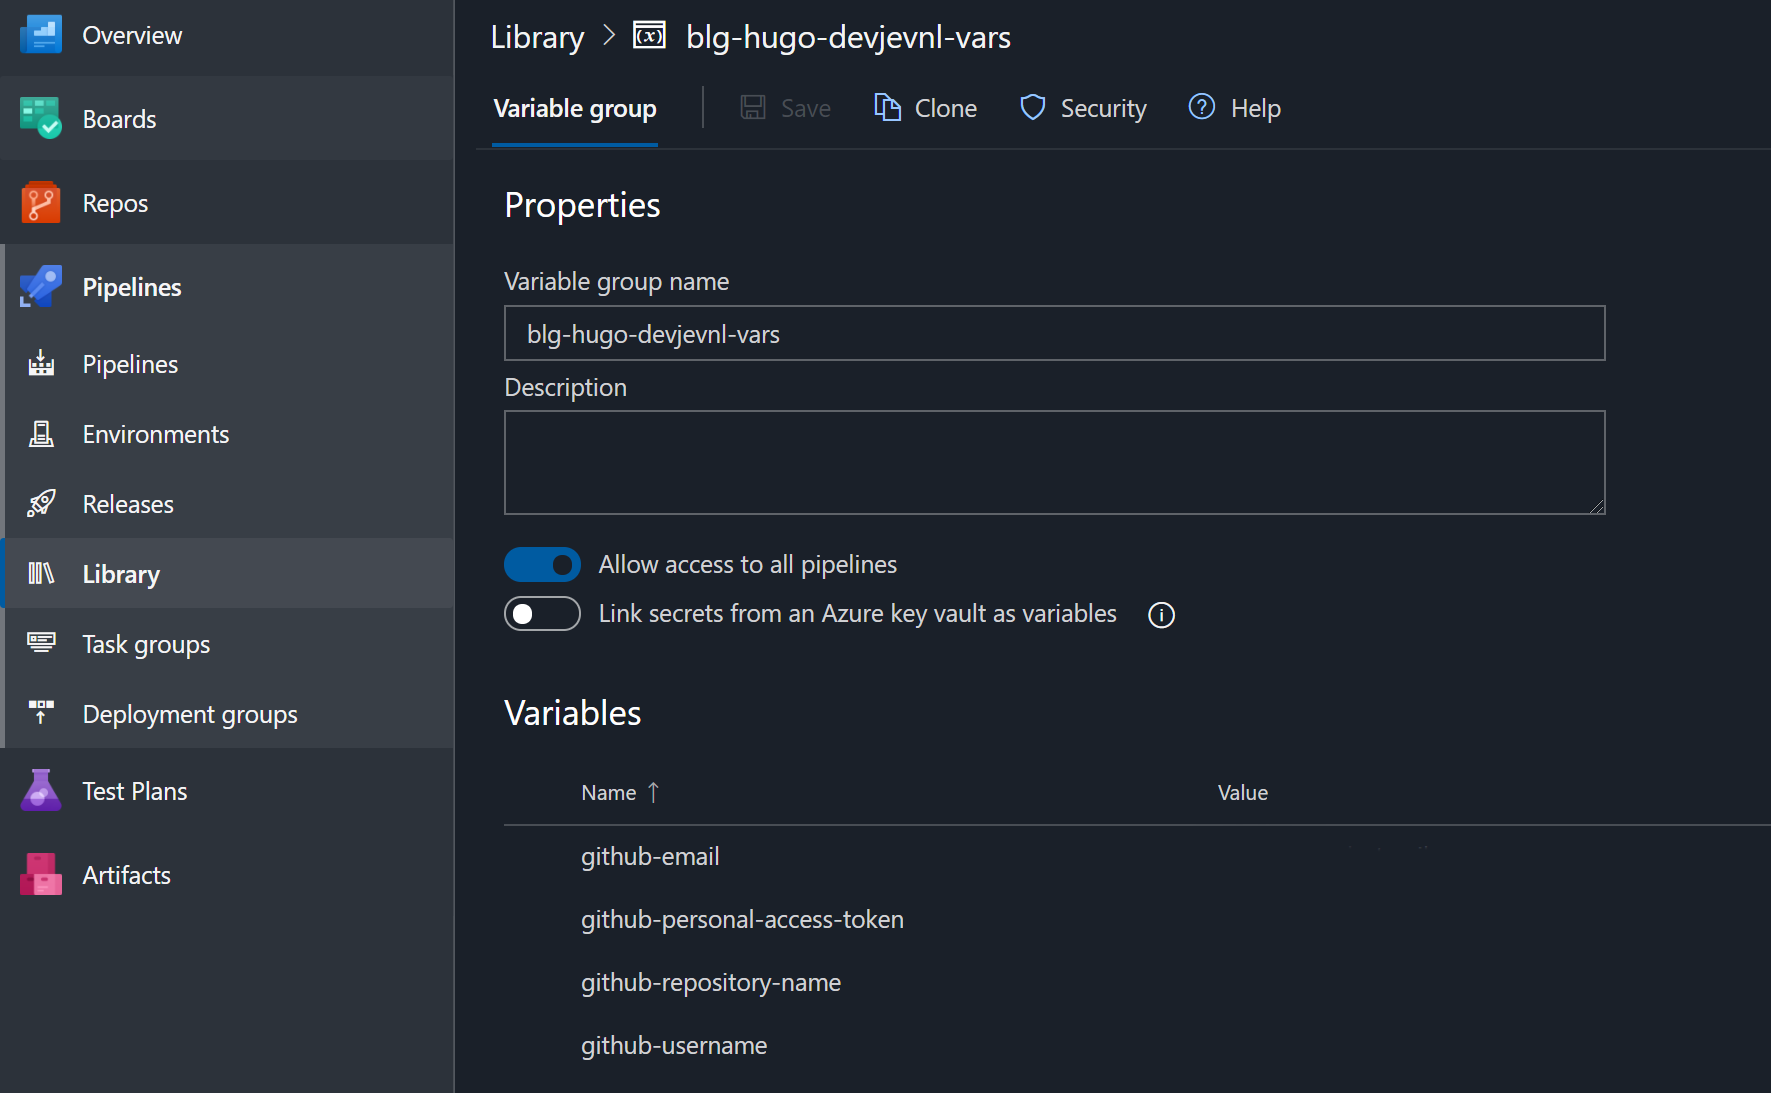 Overview
Boards
Repos
Pipelines
Pipelines
Environments
Releases
Library
Task groups
Deployment groups
Test Plans
Artifacts
Library > (x) blg-hugo-devjevnl-vars
Variable group Save Clone Security Help
Properties
Variable group name
blg-hugo-devjevnl-vars
Description
Allow access to all pipelines
Link secrets from an Azure key vault as variables
Variables
Name ↑ Value
github-email
github-personal-access-token
github-repository-name
github-username